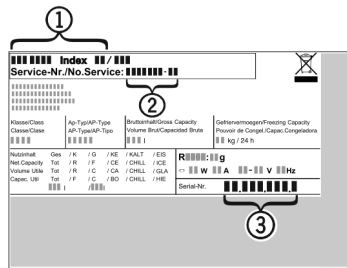 ①
Index /
Service-Nr./No.Service: -
②
Klasse/Class Ap-Typ/AP-Type Bruttoinhalt/Gross Capacity Gefriervermoegen/Freezing Capacity
Classe/Clase AP-Type/AP-Tipo Volume Brut/Capacidad Bruta Pouvoir de Congel./Capac.Congeladora
l kg / 24 h
Nutzinhalt Ges / K / G / KE / KALT / EIS
Net.Capacity Tot / R / F / CE / CHILL / ICE
Volume Utile Tot / R / C / CA / CHILL / GLA
Capac. Util Tot / F / C / BO / CHILL / HIE
l / l
R : g
W A - V Hz
Serial-Nr. . . .
③